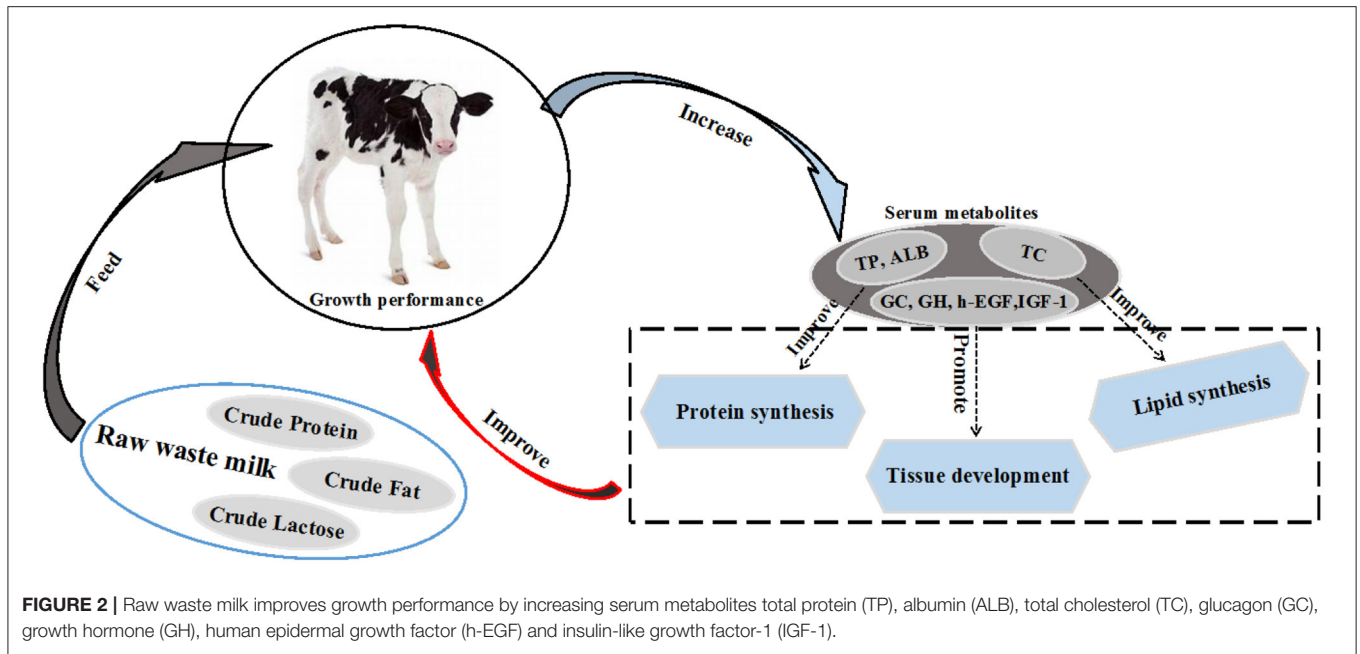 Increase
Feed
Growth performance
Serum metabolites
TP, ALB
TC
GC, GH, h-EGF,IGF-1
Improve
Promote
Improve
Protein synthesis
Tissue development
Lipid synthesis
Improve
Raw waste milk
Crude Protein
Crude Fat
Crude Lactose
FIGURE 2 | Raw waste milk improves growth performance by increasing serum metabolites total protein (TP), albumin (ALB), total cholesterol (TC), glucagon (GC),
growth hormone (GH), human epidermal growth factor (h-EGF) and insulin-like growth factor-1 (IGF-1).